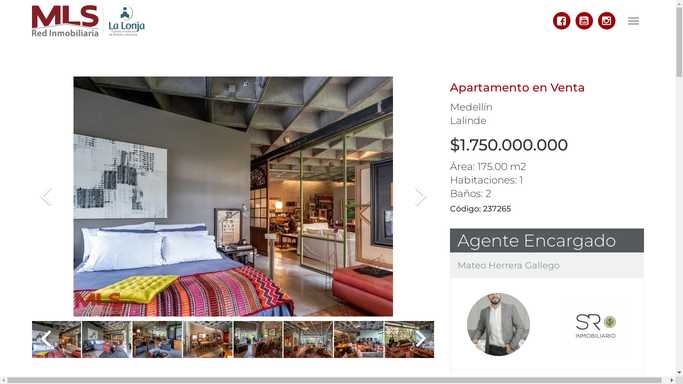 MLS
Red Inmobiliaria
La Lonja
Apartamento en Venta
Medellín
Lalinde
$1.750.000.000
Área: 175.00 m2
Habitaciones: 1
Baños: 2
Código: 237265
MLS
Agente Encargado
Mateo Herrera Gallego
SR
INMOBILIARIO